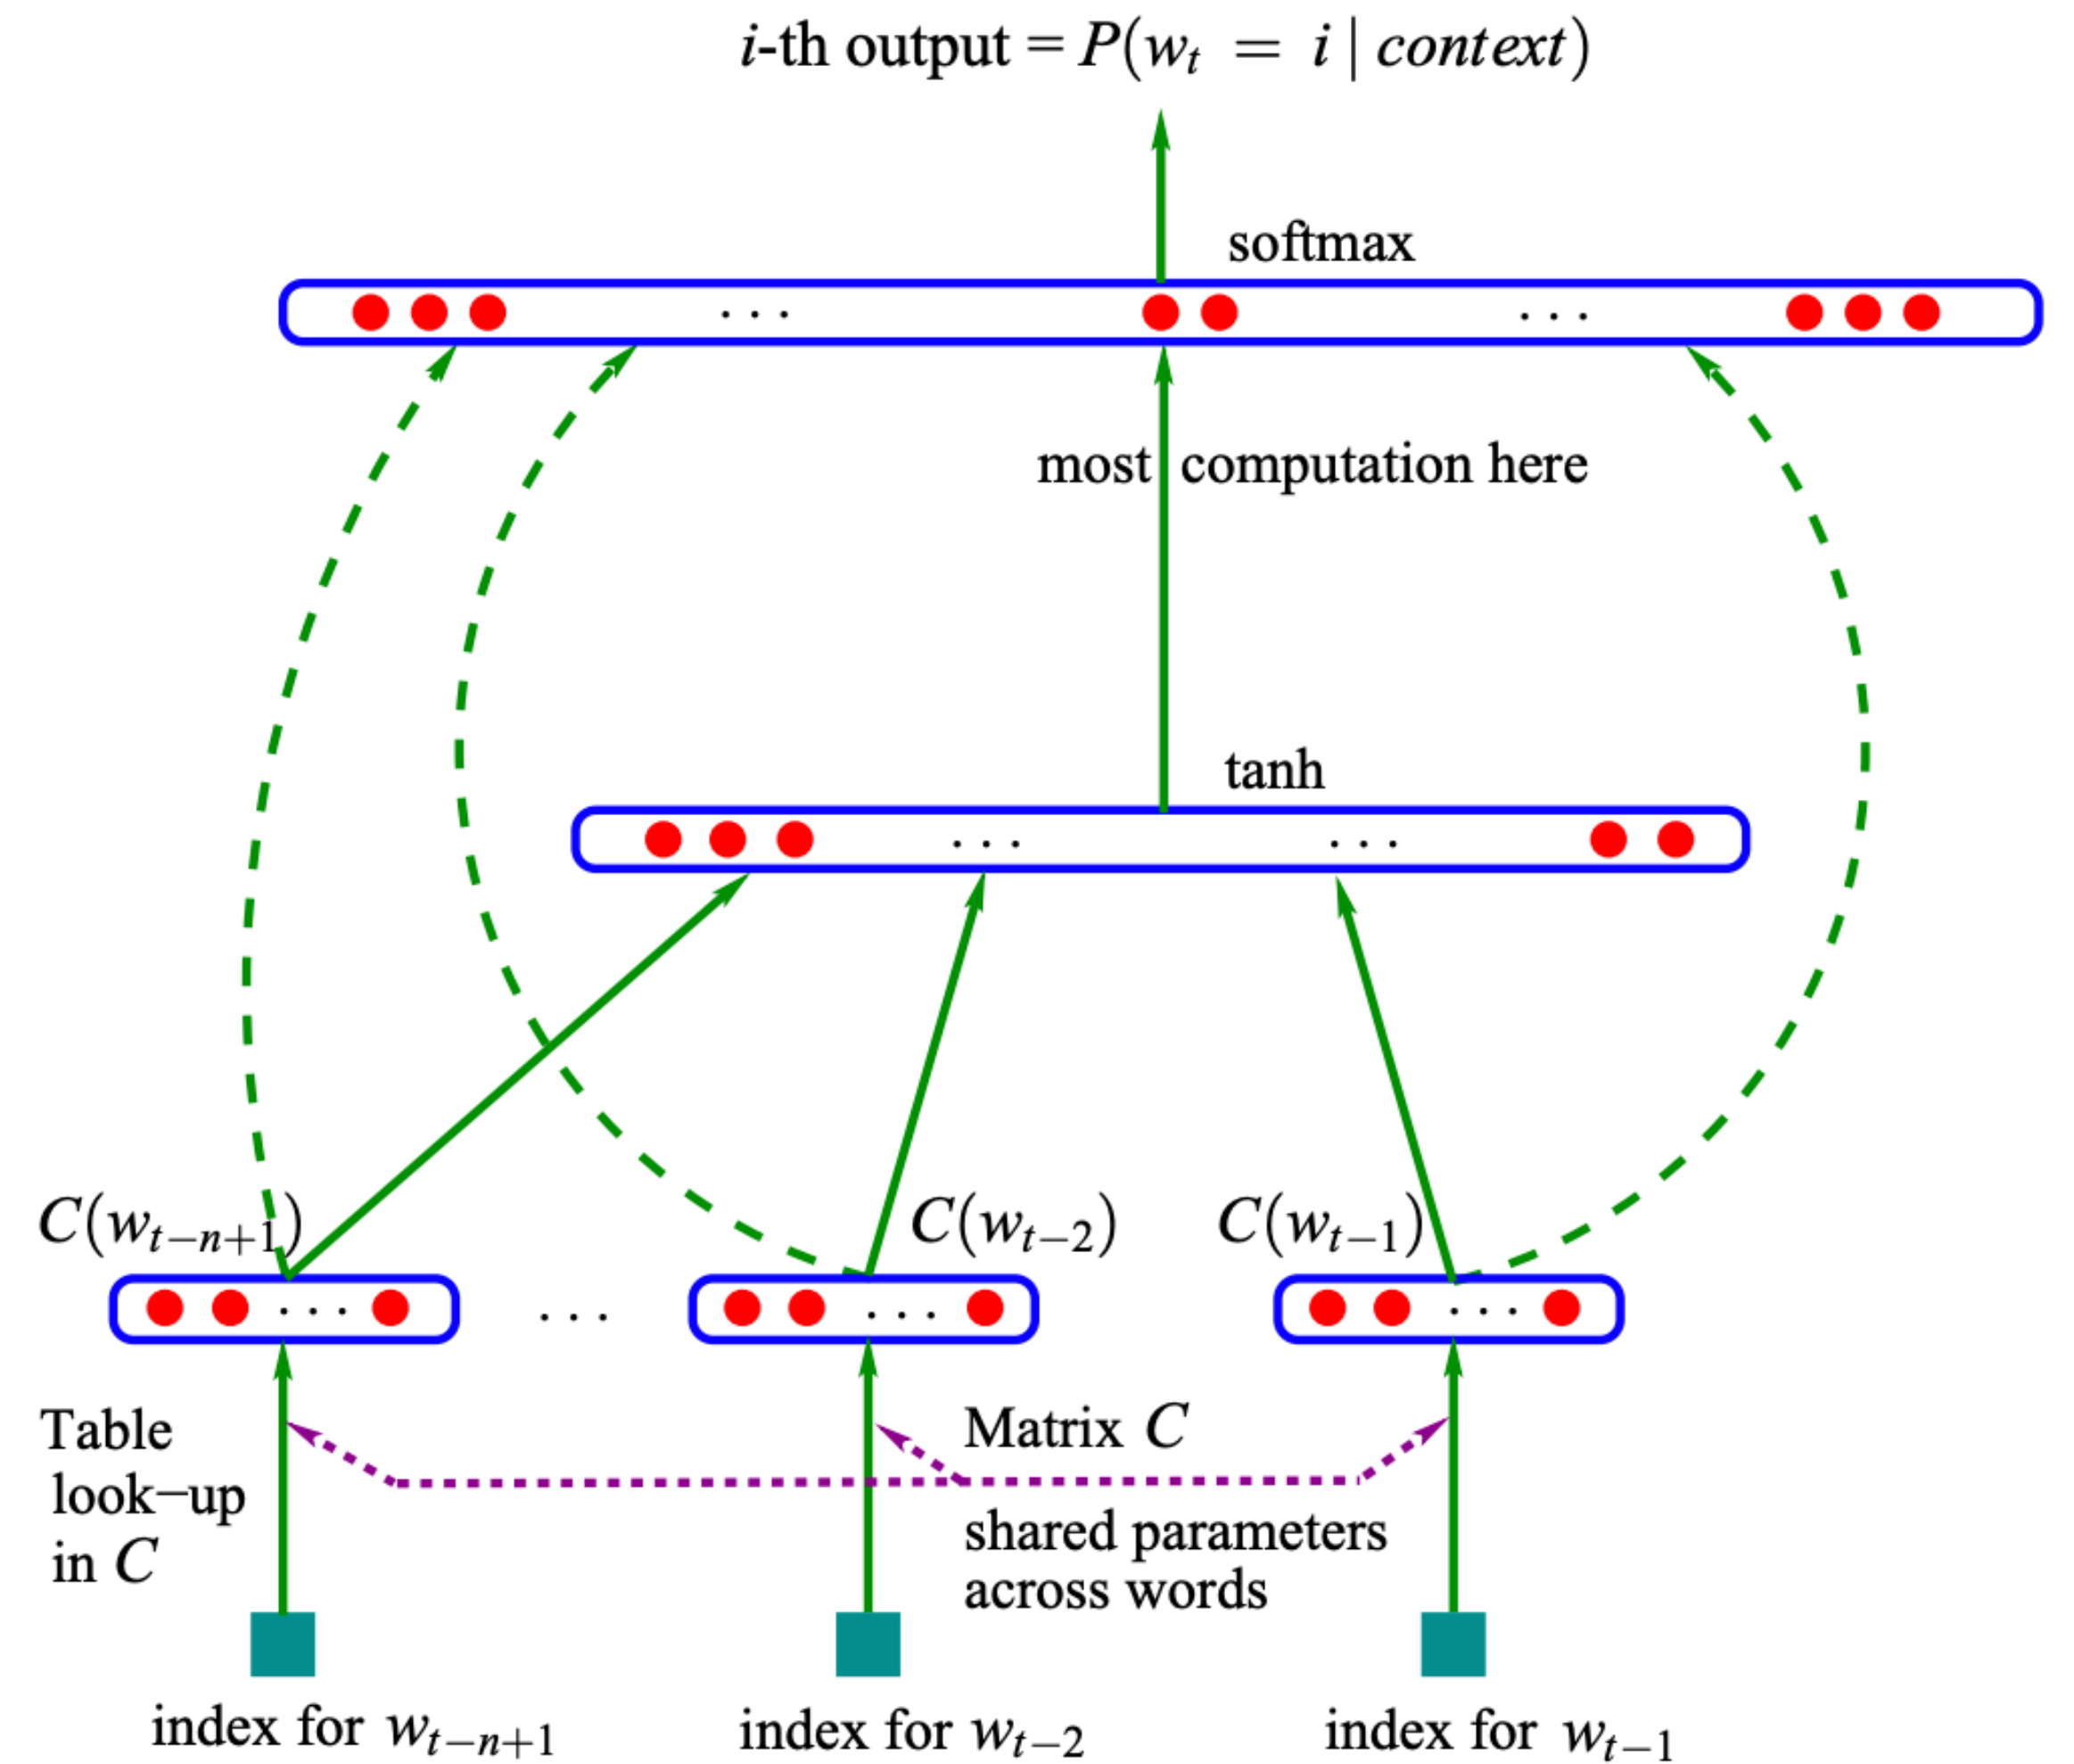 i-th output = P(w_t = i | context)
softmax
. . .
. . .
most computation here
tanh
. . .
. . .
C(w_{t−n+1})
C(w_{t−2})
C(w_{t−1})
. . .
. . .
. . .
. . .
Table
look−up
in C
Matrix C
shared parameters
across words
index for w_{t−n+1}
index for w_{t−2}
index for w_{t−1}